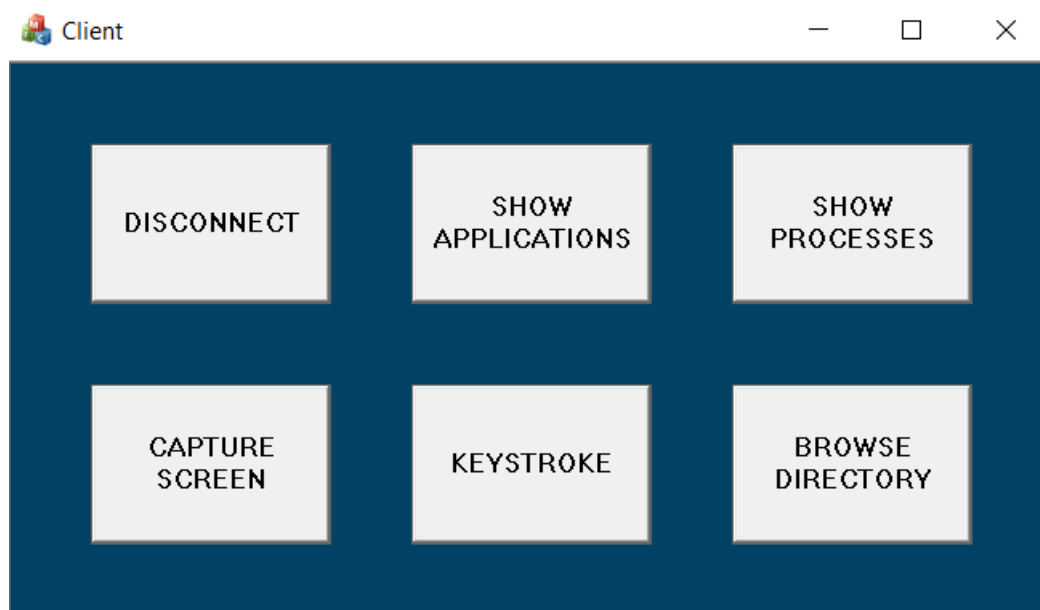 Client
DISCONNECT
SHOW
APPLICATIONS
SHOW
PROCESSES
CAPTURE
SCREEN
KEYSTROKE
BROWSE
DIRECTORY